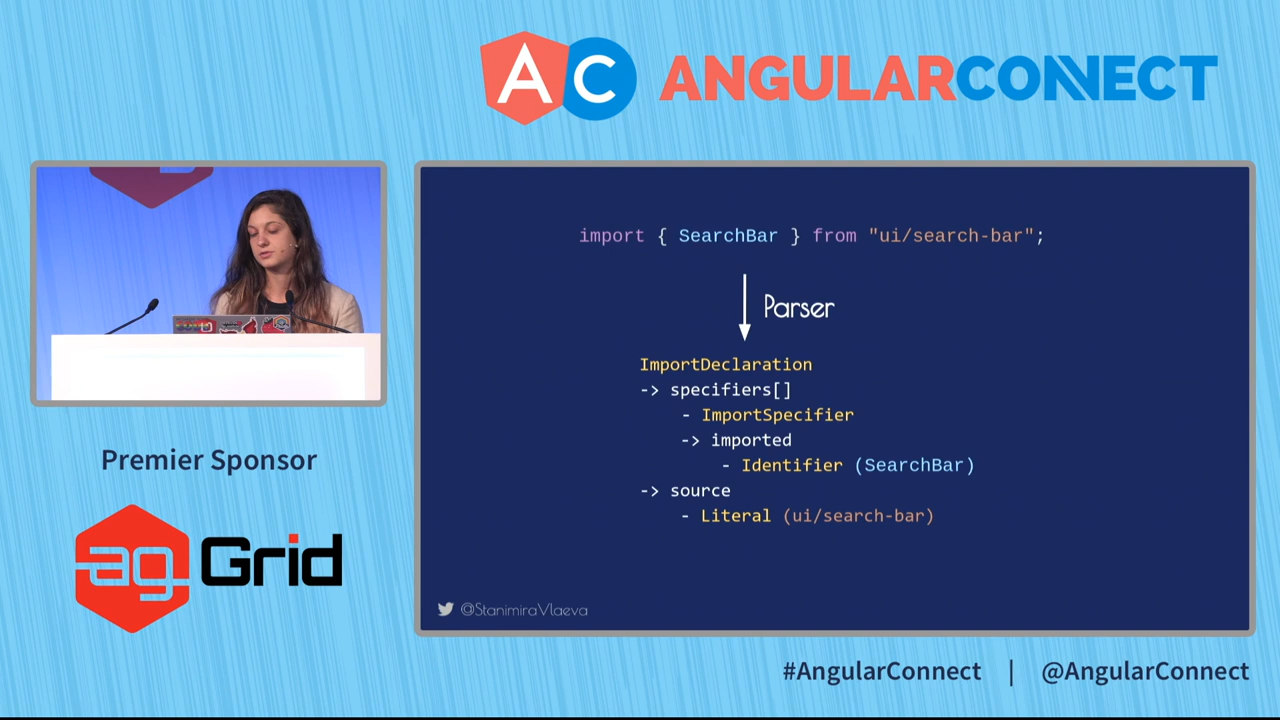 AC ANGULARCONNECT
import { SearchBar } from "ui/search-bar";
Parser
ImportDeclaration
-> specifiers[]
- ImportSpecifier
-> imported
- Identifier (SearchBar)
-> source
- Literal (ui/search-bar)
@StanimiraVlaeva
Premier Sponsor
ag Grid
#AngularConnect | @AngularConnect